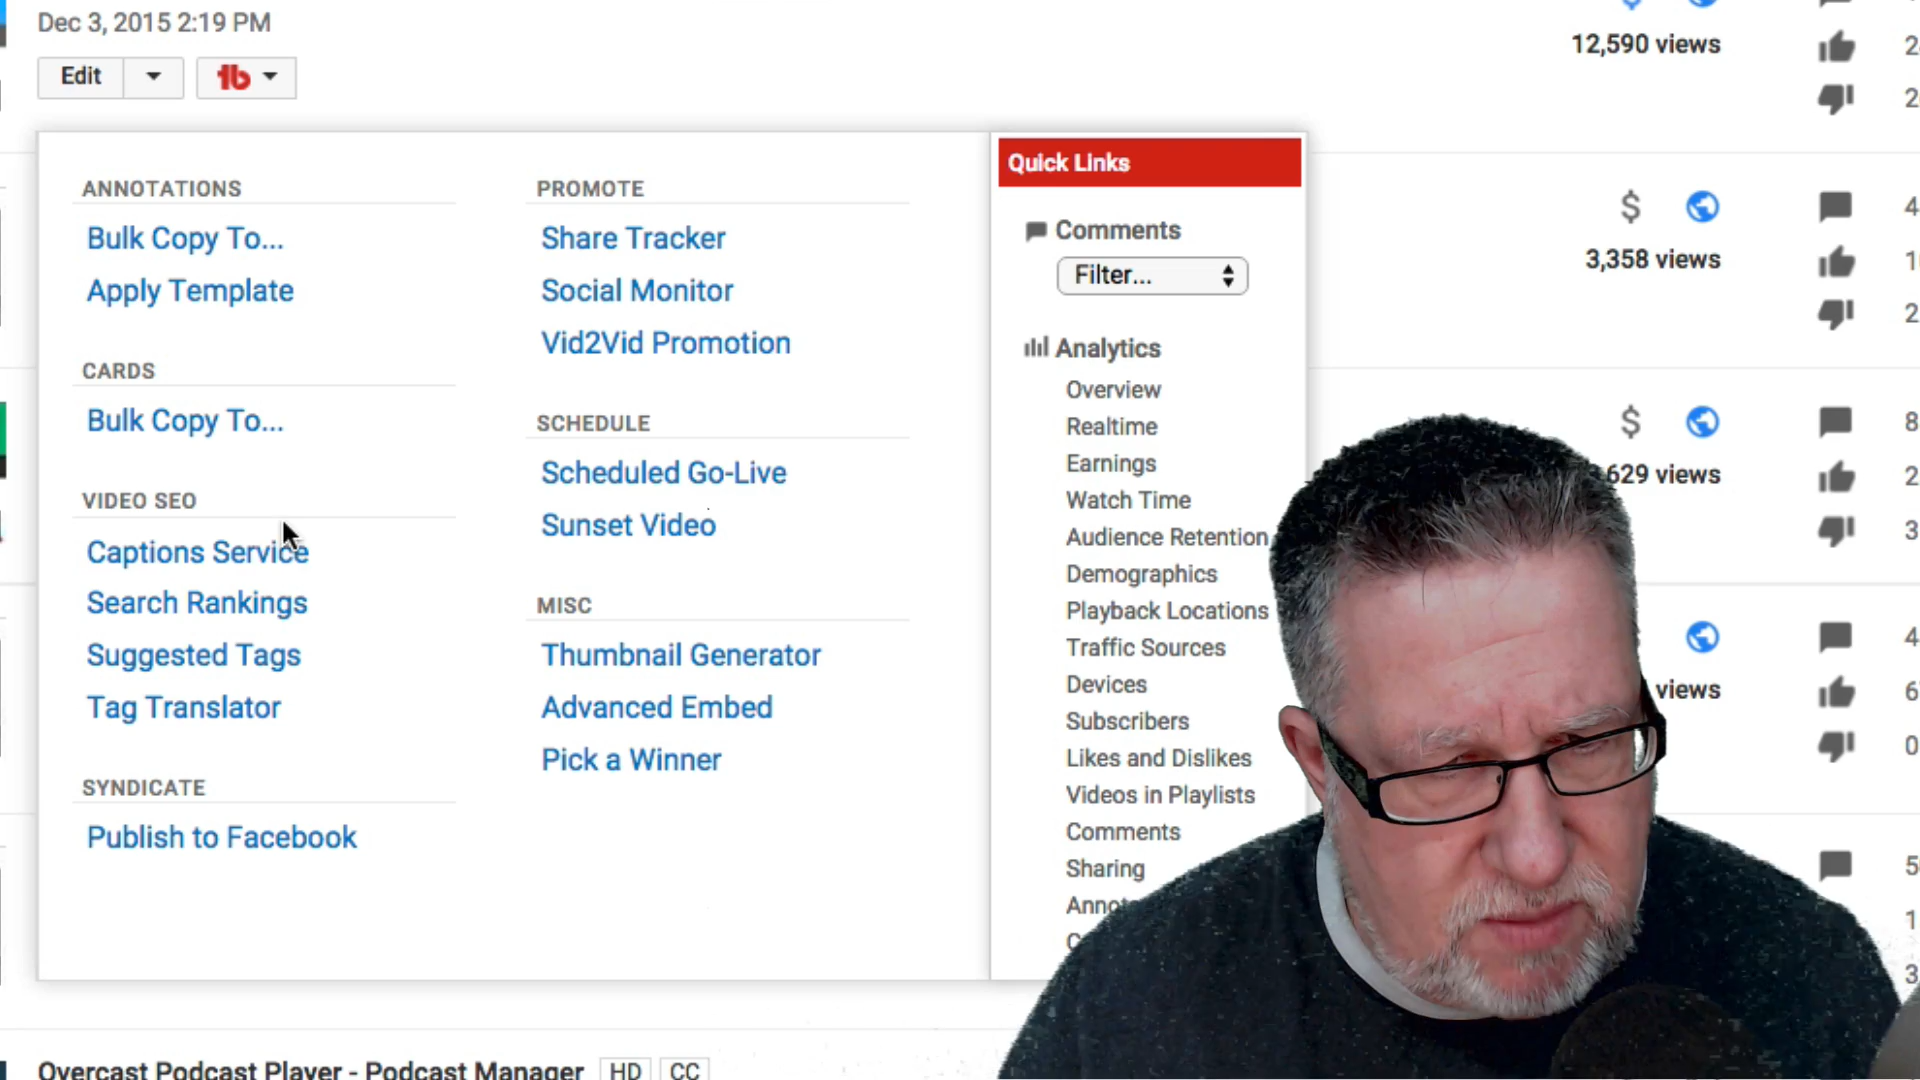 Dec 3, 2015 2:19 PM
12,590 views
Edit
tb
ANNOTATIONS
Bulk Copy To...
Apply Template
CARDS
Bulk Copy To...
VIDEO SEO
Captions Service
Search Rankings
Suggested Tags
Tag Translator
SYNDICATE
Publish to Facebook
PROMOTE
Share Tracker
Social Monitor
Vid2Vid Promotion
SCHEDULE
Scheduled Go-Live
Sunset Video
MISC
Thumbnail Generator
Advanced Embed
Pick a Winner
Quick Links
Comments
Filter...
Analytics
Overview
Realtime
Earnings
Watch Time
Audience Retention
Demographics
Playback Locations
Traffic Sources
Devices
Subscribers
Likes and Dislikes
Videos in Playlists
Comments
Sharing
$
3,358 views
$
629 views
views
Overcast Podcast Player - Podcast Manager HD CC